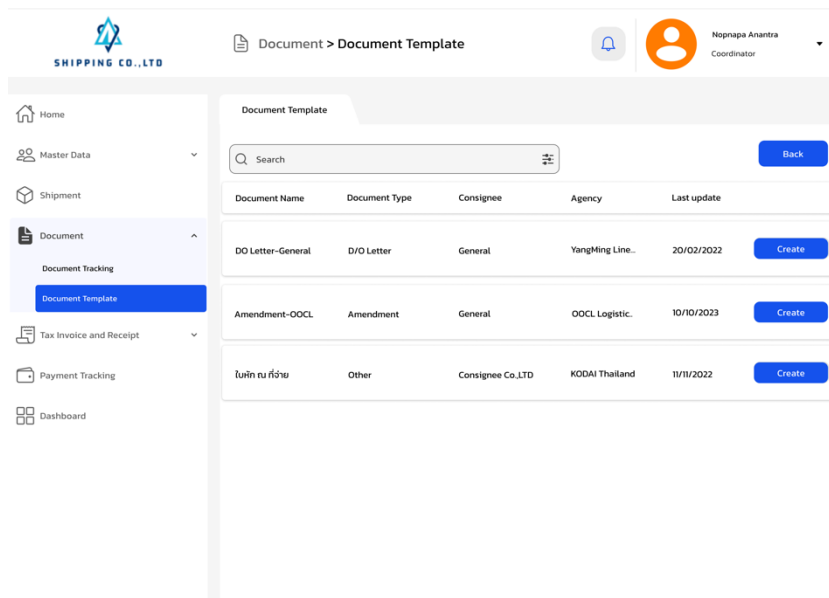 SHIPPING CO.,LTD
Document > Document Template
Nopnapa Anantra
Coordinator
Home
Master Data
Shipment
Document
Document Tracking
Document Template
Tax Invoice and Receipt
Payment Tracking
Dashboard
Document Template
Search
Back
Document Name Document Type Consignee Agency Last update
DO Letter-General D/O Letter General YangMing Line... 20/02/2022 Create
Amendment-OOCL Amendment General OOCL Logistic.. 10/10/2023 Create
ใบหัก ณ ที่จ่าย Other Consignee Co.,LTD KODAI Thailand 11/11/2022 Create